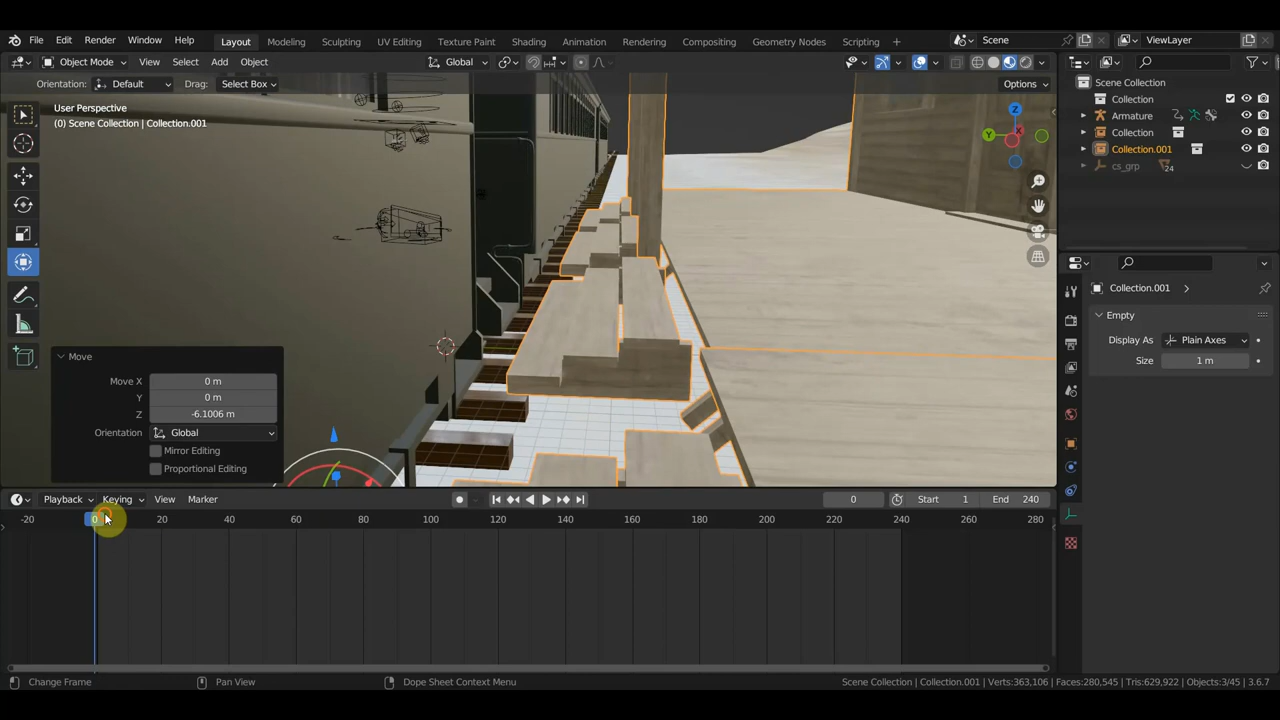 File Edit Render Window Help Layout Modeling Sculpting UV Editing Texture Paint Shading Animation Rendering Compositing Geometry Nodes Scripting + Scene ViewLayer
Object Mode View Select Add Object Global
Orientation: Default Drag: Select Box Options
User Perspective
(0) Scene Collection | Collection.001
Z
Y
X
Scene Collection
Collection
Armature
Collection
Collection.001
cs_grp 24
Collection.001
Empty
Display As Plain Axes
Size 1 m
Move
Move X 0 m
Y 0 m
Z -6.1006 m
Orientation Global
Mirror Editing
Proportional Editing
Playback Keying View Marker 0 Start 1 End 240
-20 0 20 40 60 80 100 120 140 160 180 200 220 240 260 280
Change Frame Pan View Dope Sheet Context Menu Scene Collection | Collection.001 | Verts:363,106 | Faces:280,545 | Tris:629,922 | Objects:3/45 | 3.6.7